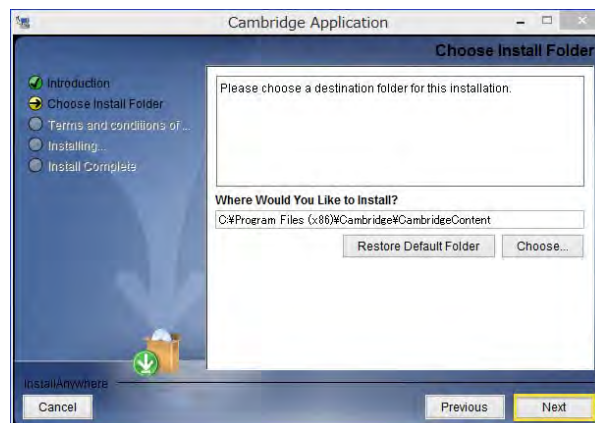 Cambridge Application
Choose Install Folder
Introduction
Choose Install Folder
Terms and conditions of ...
Installing...
Install Complete
Please choose a destination folder for this installation.
Where Would You Like to Install?
C:¥Program Files (x86)¥Cambridge¥CambridgeContent
Restore Default Folder
Choose...
InstallAnywhere
Cancel
Previous
Next